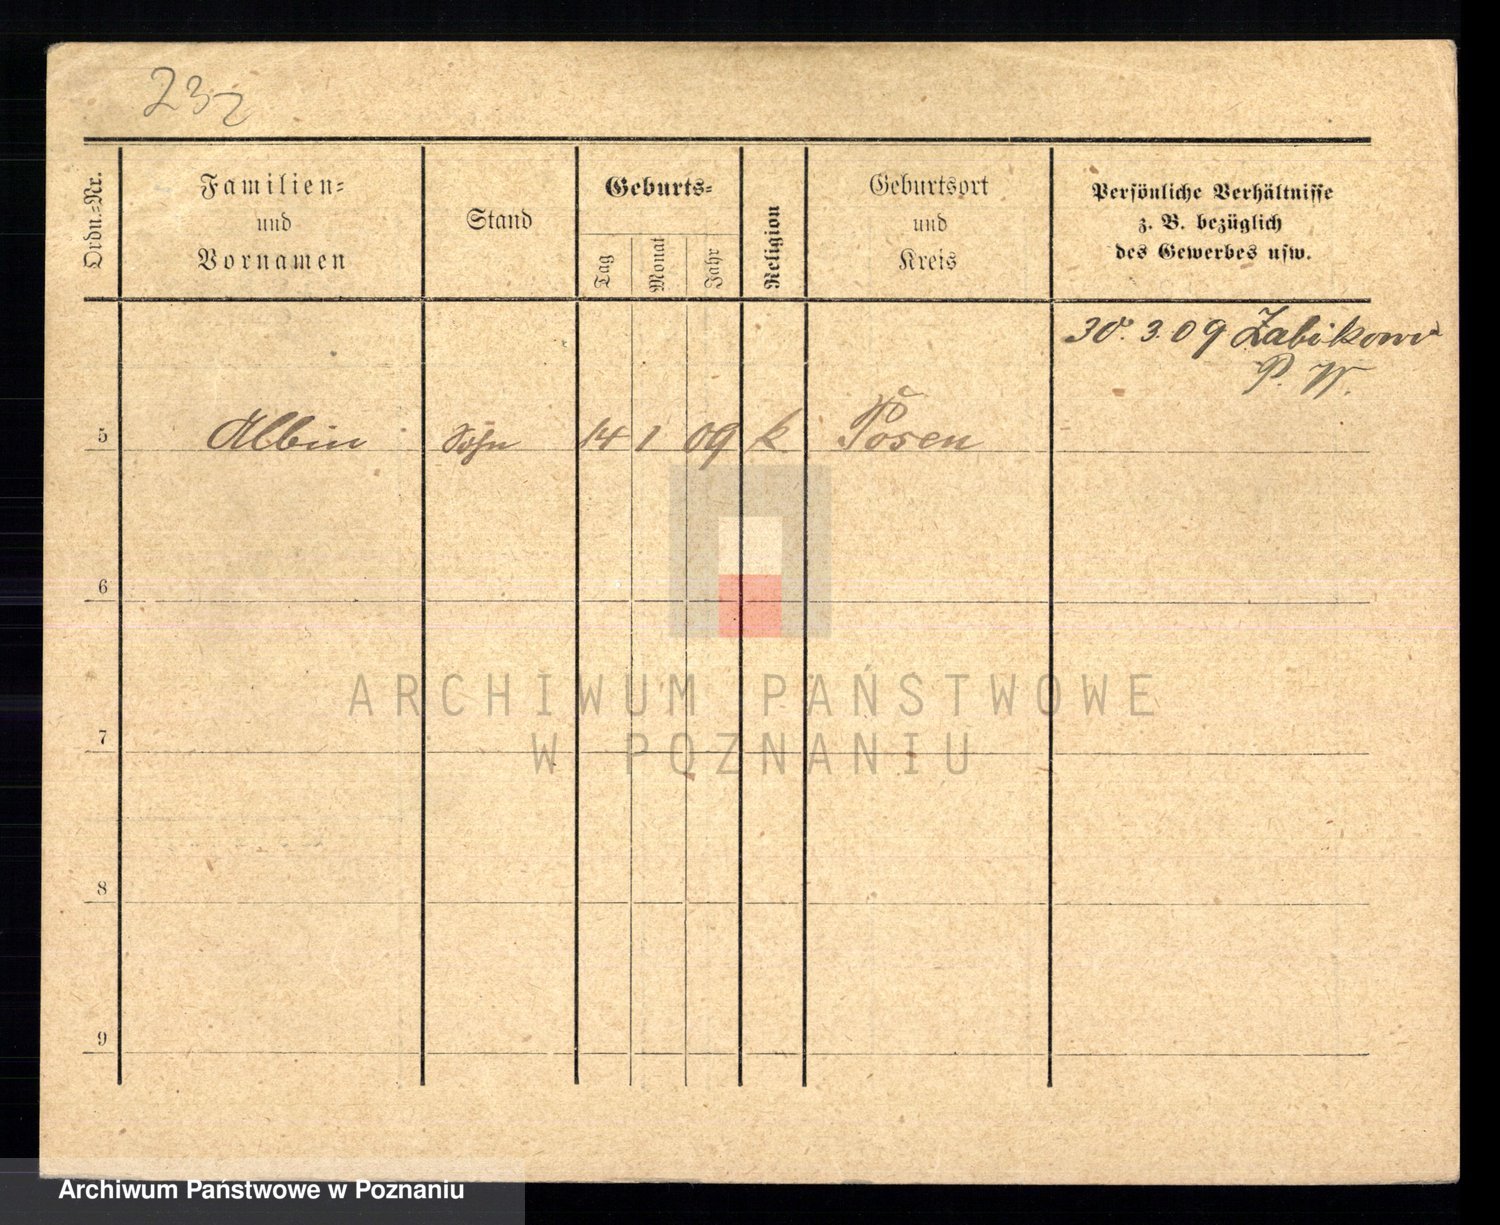 232
Ordn.-Nr.
Familien-
und
Vornamen
Stand
Geburts-
Tag
Monat
Jahr
Religion
Geburtsort
und
Kreis
Persönliche Verhältnisse
z. B. bezüglich
des Gewerbes usw.
30. 3. 09 Zabikowo
P. W.
5 Albin Sohn 14 1 09 k. Posen
6
ARCHIWUM PAŃSTWOWE
W POZNANIU
7
8
9
Archiwum Państwowe w Poznaniu